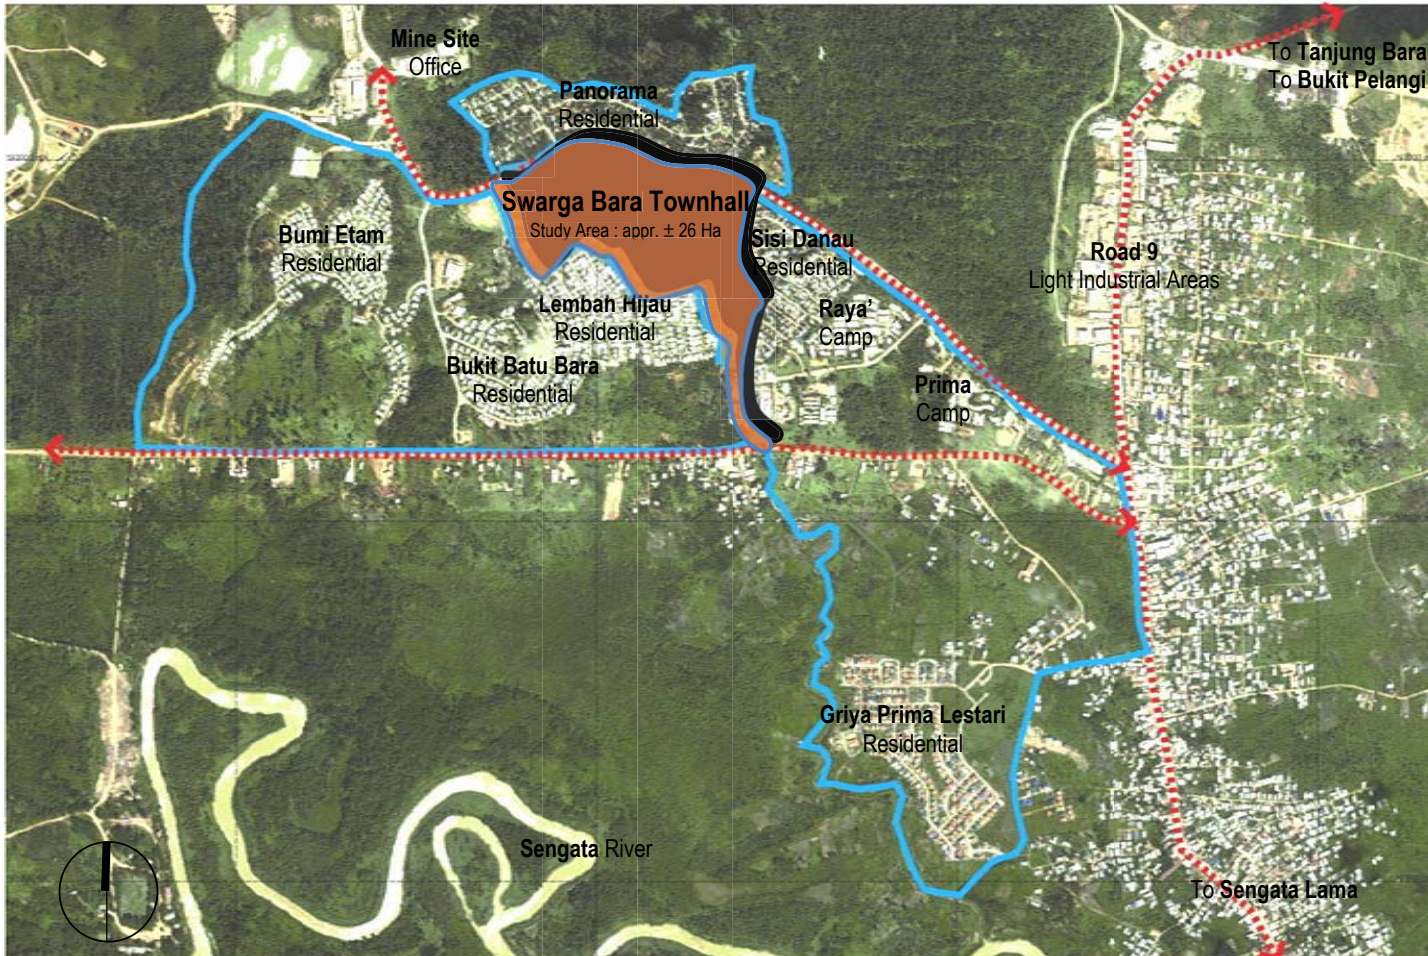 Mine Site
Office
To Tanjung Bara
To Bukit Pelangi
Panorama
Residential
Swarga Bara Townhall
Study Area : appr. ± 26 Ha
Bumi Etam
Residential
Sisi Danau
Residential
Road 9
Light Industrial Areas
Lembah Hijau
Residential
Raya'
Camp
Bukit Batu Bara
Residential
Prima
Camp
Griya Prima Lestari
Residential
Sengata River
To Sengata Lama